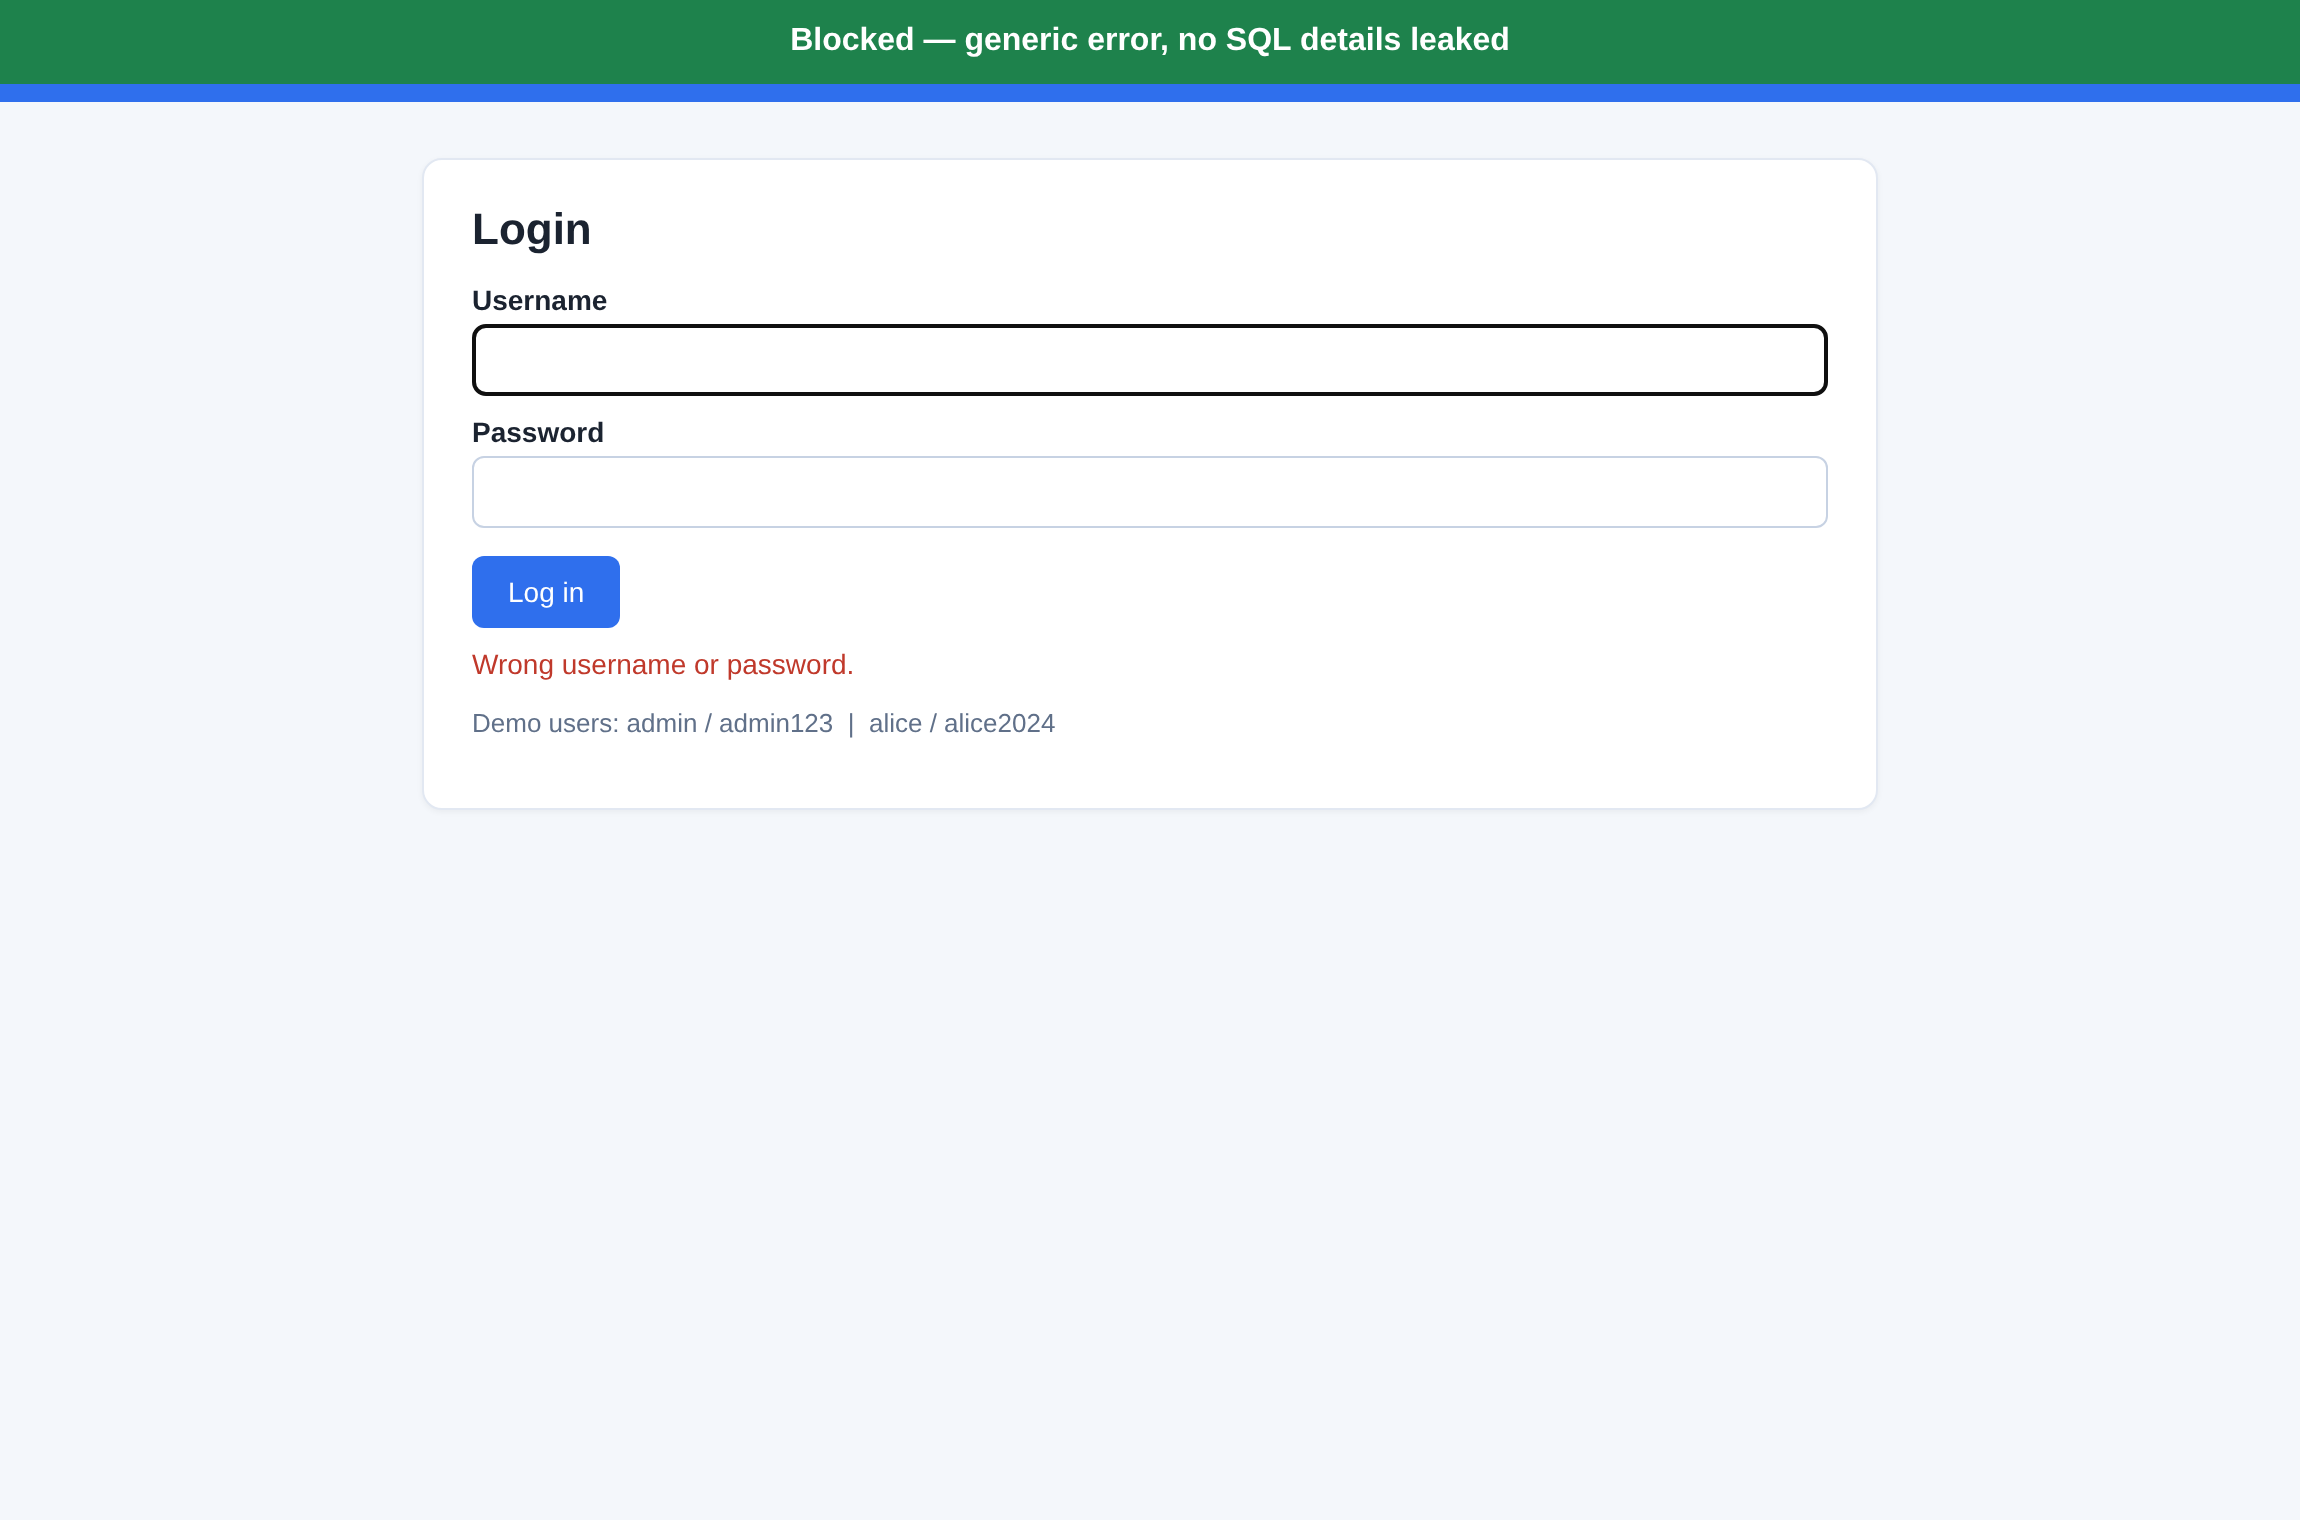 Blocked — generic error, no SQL details leaked
Login
Username
Password
Log in
Wrong username or password.
Demo users: admin / admin123 | alice / alice2024